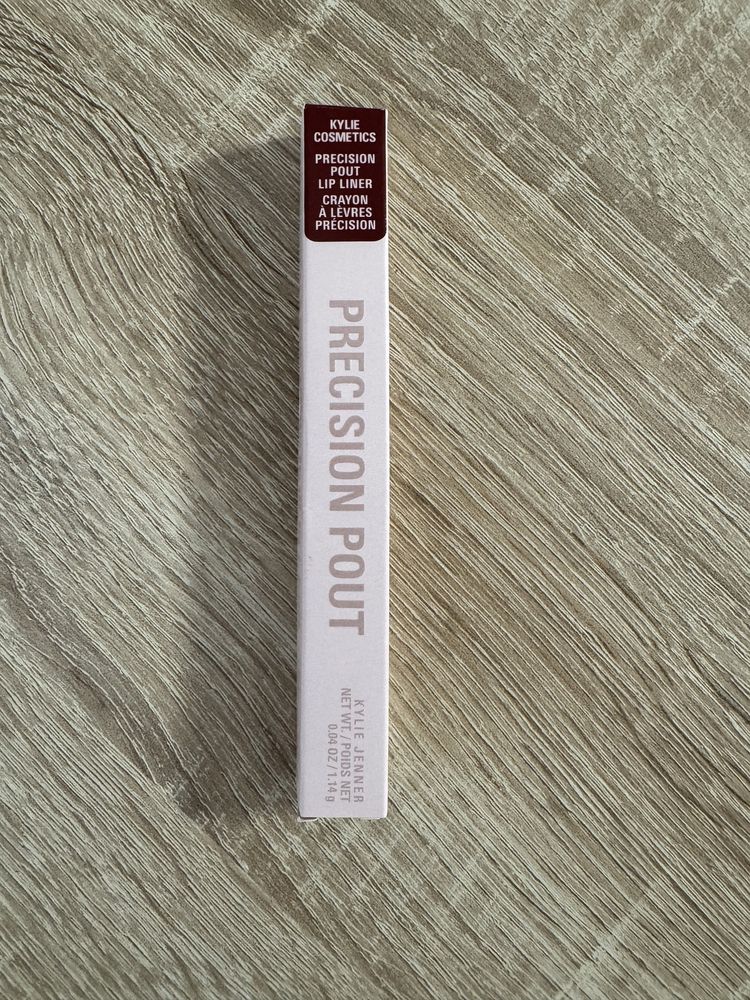 KYLIE
COSMETICS
PRECISION
POUT
LIP LINER
CRAYON
À LÈVRES
PRÉCISION
PRECISION POUT
KYLIE JENNER
NET WT. / POIDS NET
0.04 OZ / 1.14 g